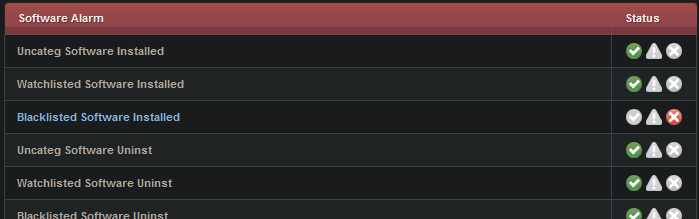 Software Alarm Status
Uncateg Software Installed
Watchlisted Software Installed
Blacklisted Software Installed
Uncateg Software Uninst
Watchlisted Software Uninst
Blacklisted Software Uninst